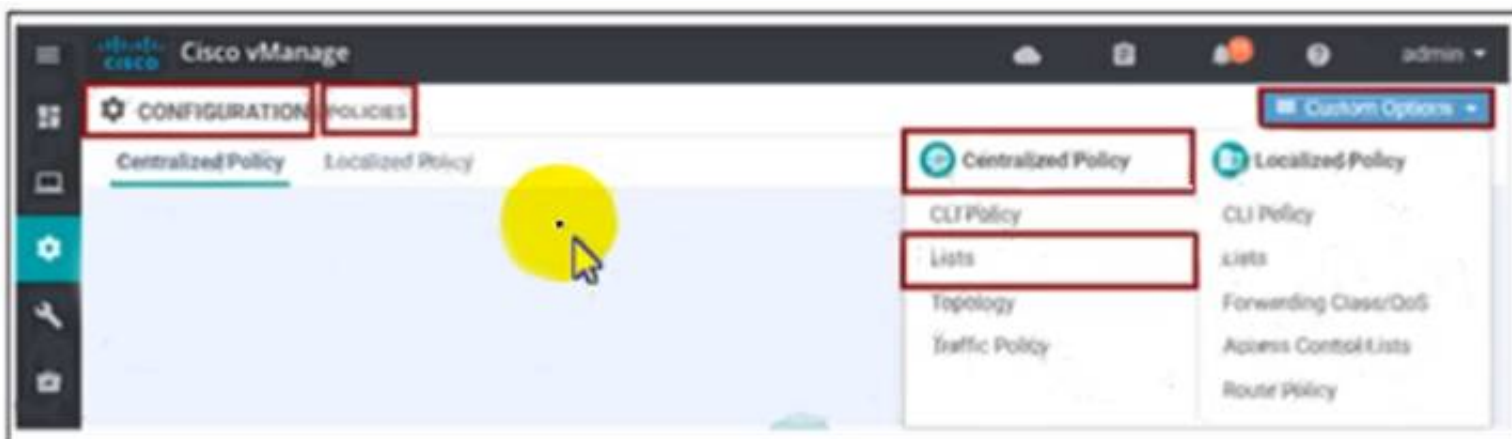 CISCO Cisco vManage admin
CONFIGURATION POLICIES Custom Options
Centralized Policy Localized Policy
Centralized Policy
CLI Policy
Lists
Topology
Traffic Policy
Localized Policy
CLI Policy
Lists
Forwarding Class/QoS
Access Control Lists
Route Policy